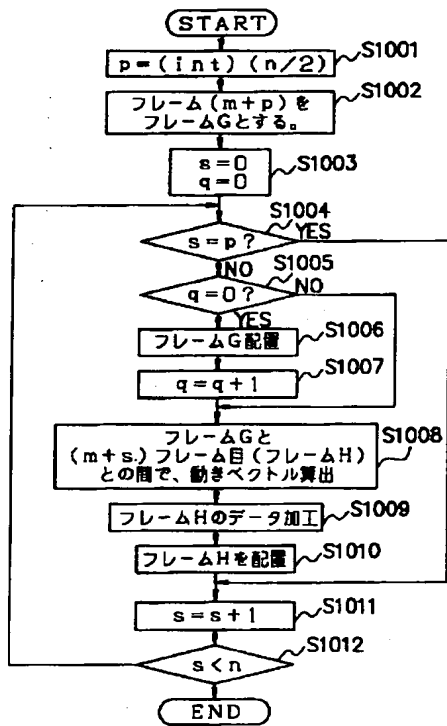 START
p=(int)(n/2)
S1001
フレーム(m+p)を
フレームGとする。
S1002
s=0
q=0
S1003
S1004
s=p?
YES
NO
S1005
q=0?
NO
YES
S1006
フレームG配置
S1007
q=q+1
フレームGと
(m+s)フレーム目(フレームH)
との間で、動きベクトル算出
S1008
フレームHのデータ加工
S1009
フレームHを配置
S1010
s=s+1
S1011
s<n
S1012
END